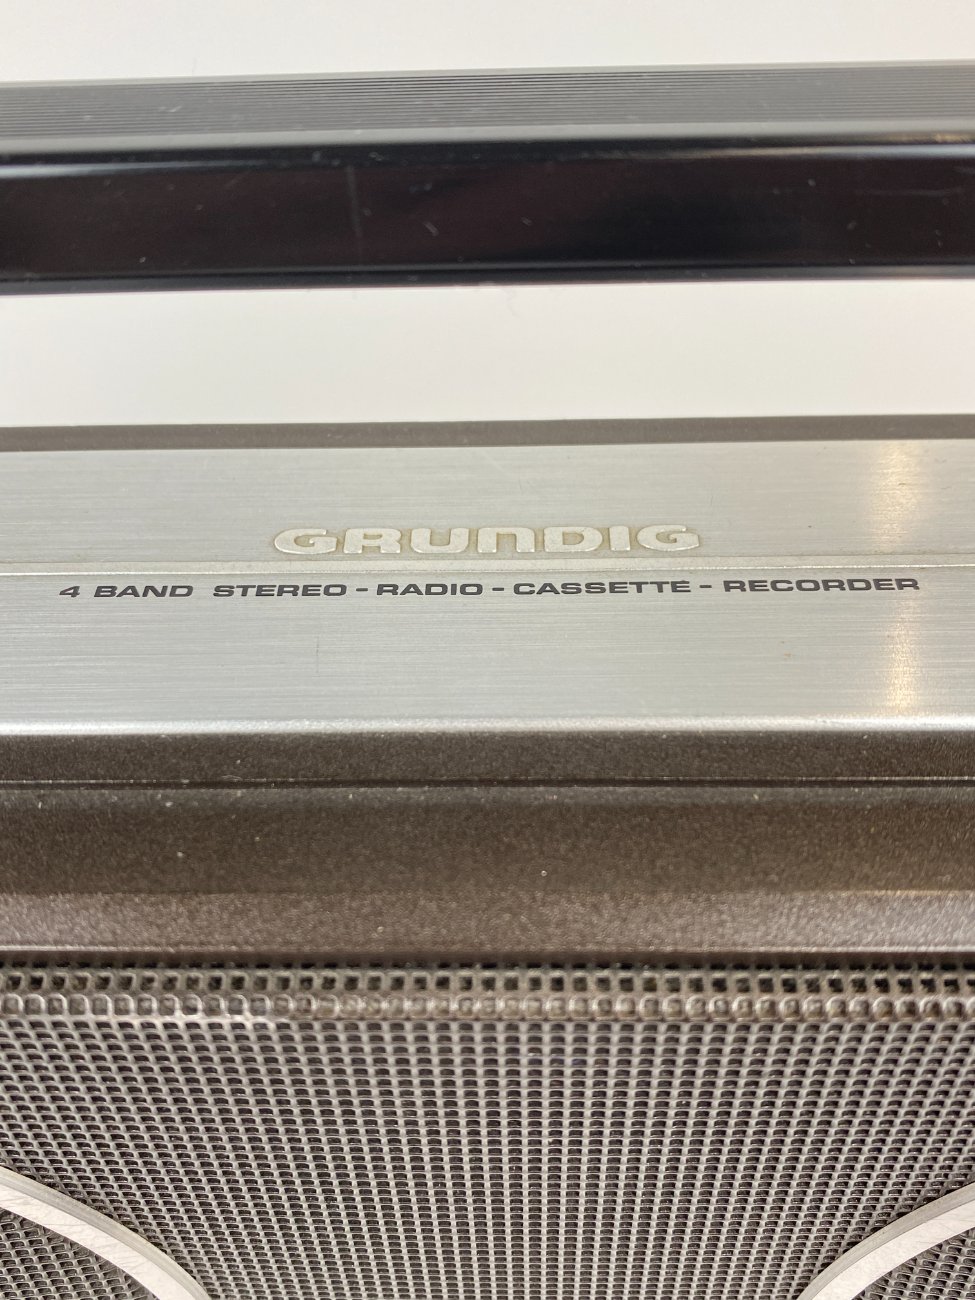 GRUNDIG
4 BAND STEREO - RADIO - CASSETTE - RECORDER